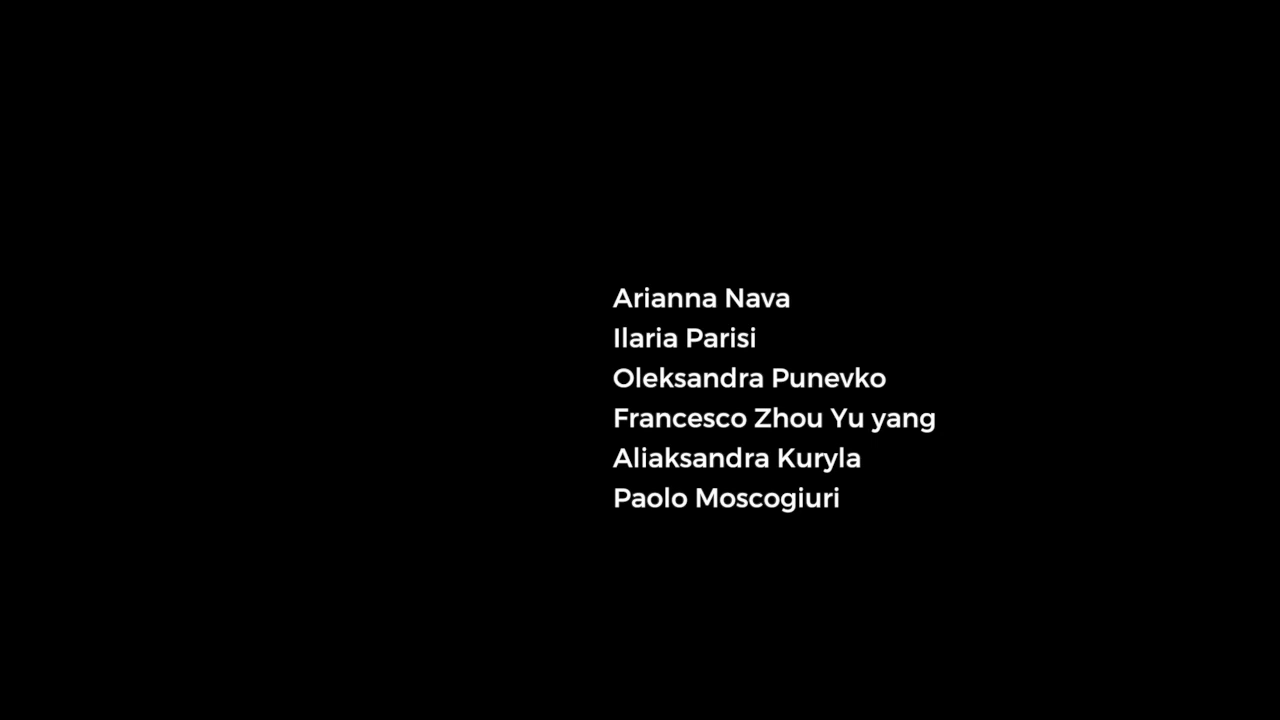 Arianna Nava
Ilaria Parisi
Oleksandra Punevko
Francesco Zhou Yu yang
Aliaksandra Kuryla
Paolo Moscogiuri